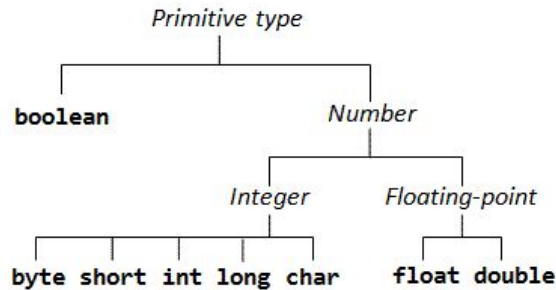 Primitive type
boolean
Number
Integer
Floating-point
byte short int long char
float double